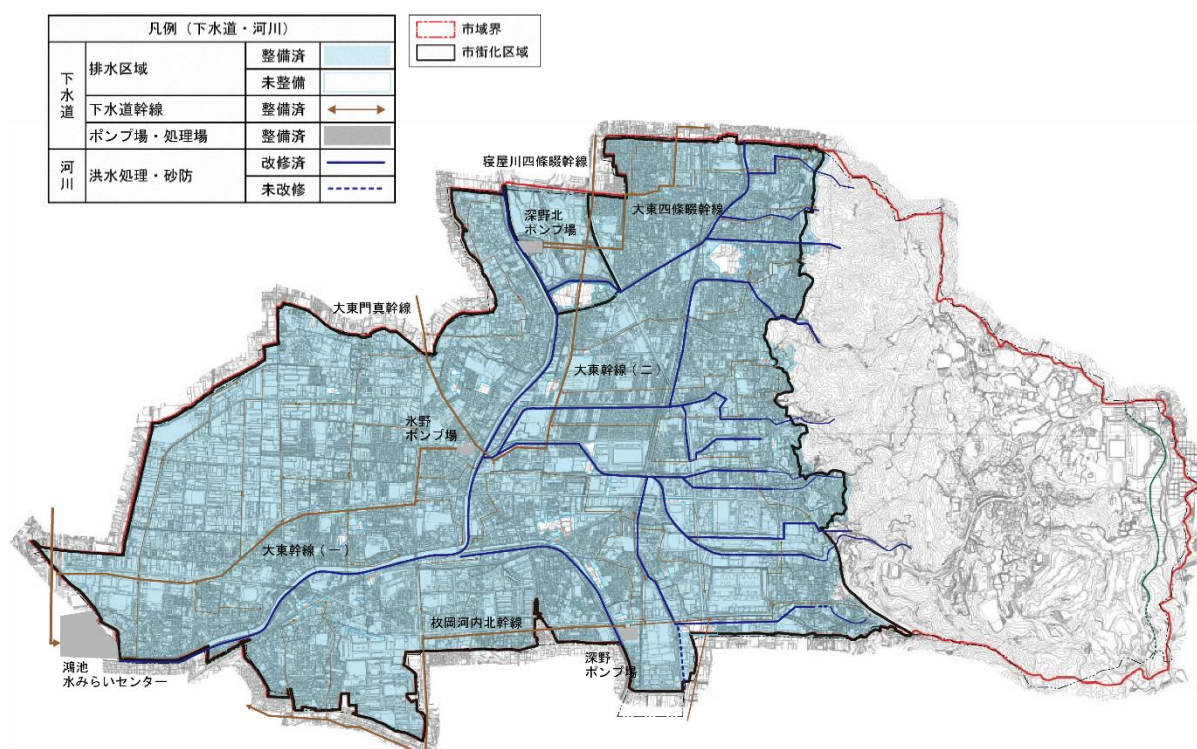 凡例（下水道・河川）
下水道
排水区域
整備済
未整備
下水道幹線
整備済
ポンプ場・処理場
整備済
河川
洪水処理・砂防
改修済
未改修
市域界
市街化区域
寝屋川四條畷幹線
深野北
ポンプ場
大東四條畷幹線
大東門真幹線
大東幹線（二）
氷野
ポンプ場
大東幹線（一）
枚岡河内北幹線
鴻池
水みらいセンター
深野
ポンプ場